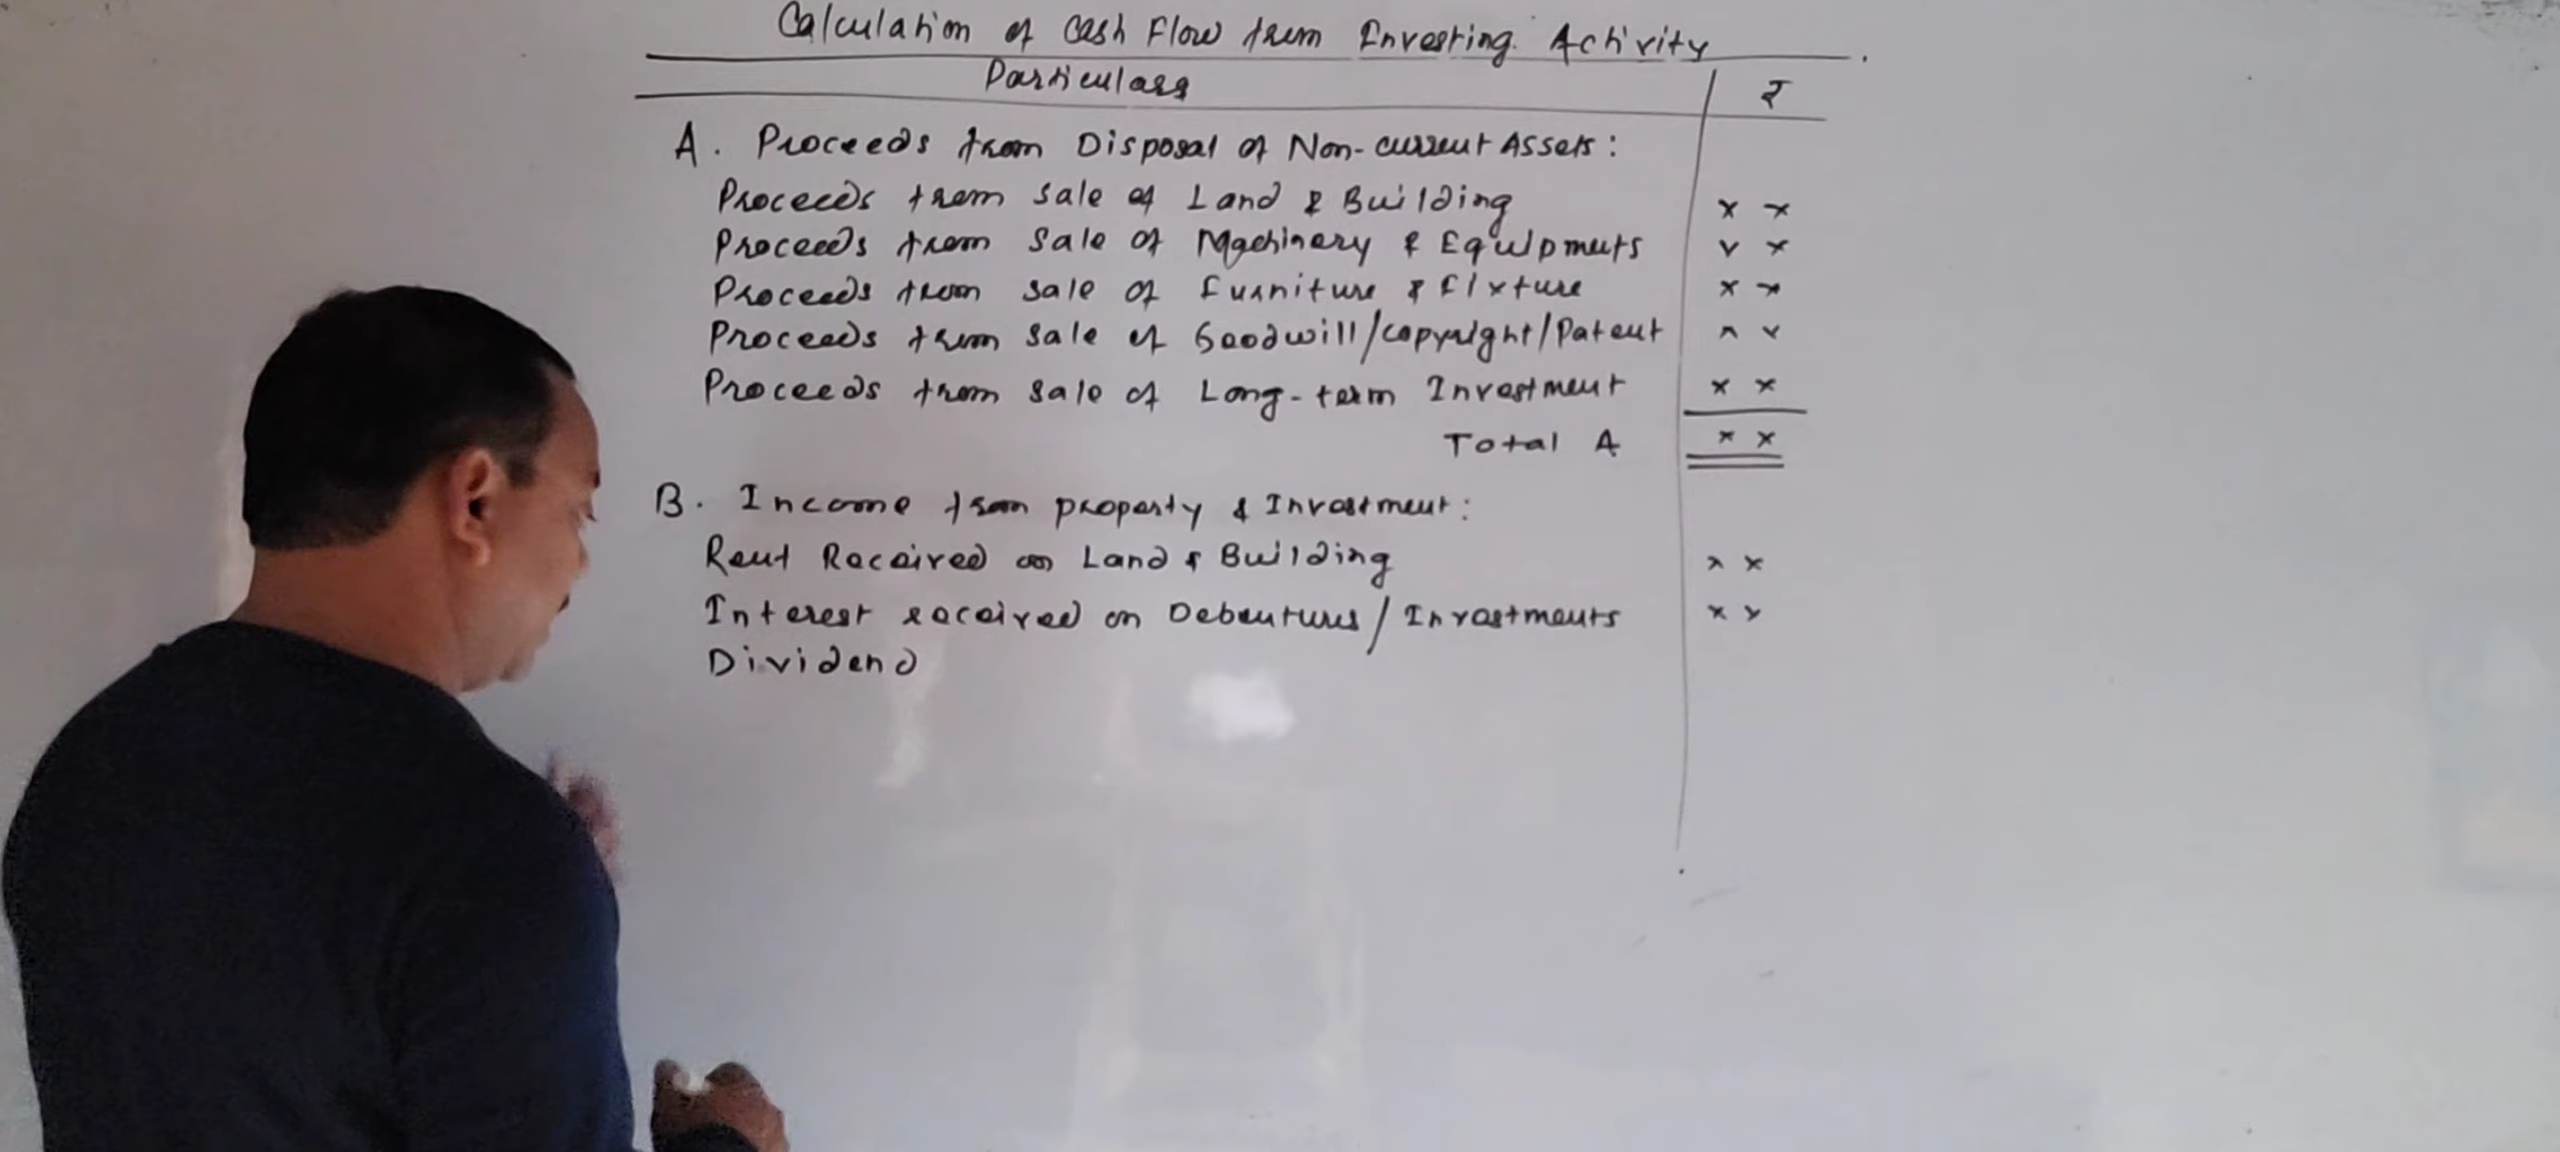 Calculation of Cash Flow from Investing Activity
Particulars ₹
A. Proceeds from Disposal of Non-current Assets:
Proceeds from Sale of Land & Building x x
Proceeds from Sale of Machinery & Equipments x x
Proceeds from Sale of Furniture & Fixture x x
Proceeds from Sale of Goodwill/Copyright/Patent x x
Proceeds from Sale of Long-term Investment x x
Total A x x
B. Income from property & Investment:
Rent Received on Land & Building x x
Interest received on Debentures/Investments x x
Dividend